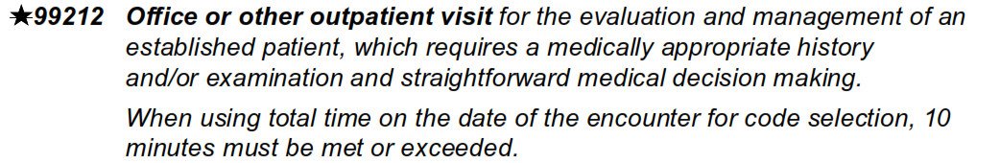 ★99212 Office or other outpatient visit for the evaluation and management of an
established patient, which requires a medically appropriate history
and/or examination and straightforward medical decision making.
When using total time on the date of the encounter for code selection, 10
minutes must be met or exceeded.